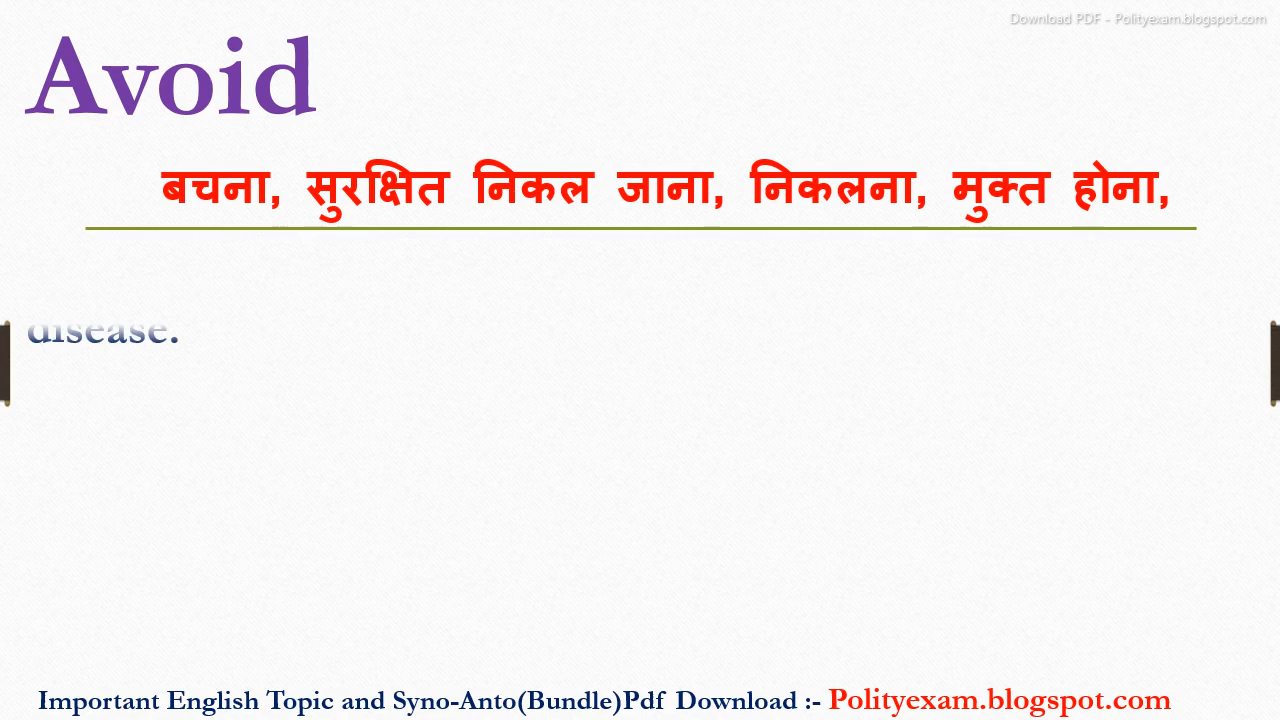 Download PDF - Polityexam.blogspot.com
Avoid
बचना, सुरक्षित निकल जाना, निकलना, मुक्त होना,
disease.
Important English Topic and Syno-Anto(Bundle)Pdf Download :- Polityexam.blogspot.com